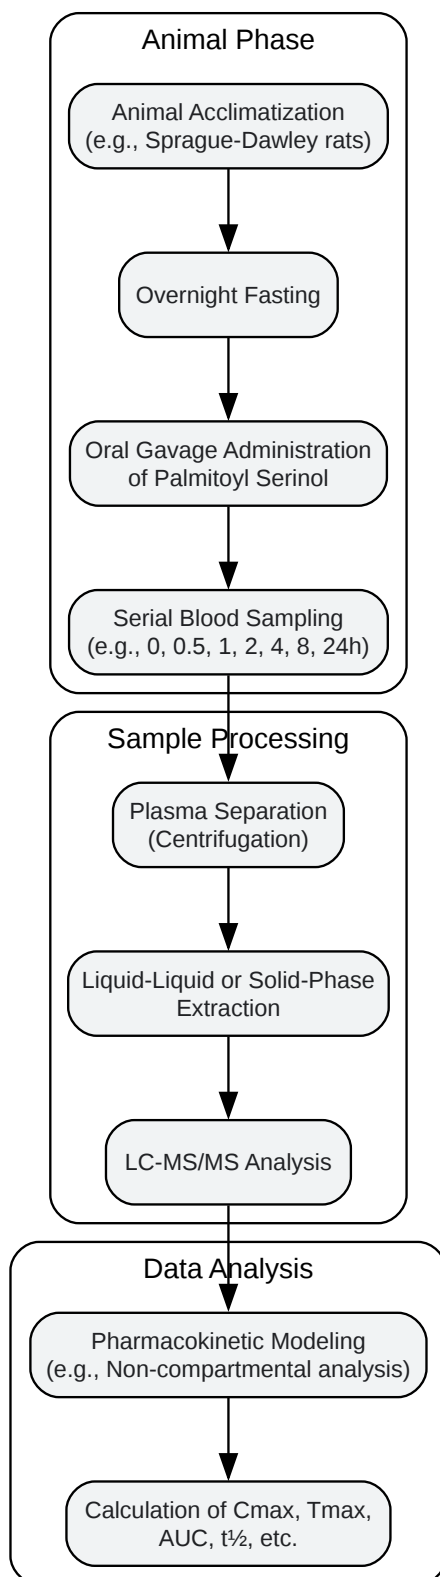 Animal Phase
Animal Acclimatization
(e.g., Sprague-Dawley rats)
Overnight Fasting
Oral Gavage Administration
of Palmitoyl Serinol
Serial Blood Sampling
(e.g., 0, 0.5, 1, 2, 4, 8, 24h)
Sample Processing
Plasma Separation
(Centrifugation)
Liquid-Liquid or Solid-Phase
Extraction
LC-MS/MS Analysis
Data Analysis
Pharmacokinetic Modeling
(e.g., Non-compartmental analysis)
Calculation of Cmax, Tmax,
AUC, t½, etc.